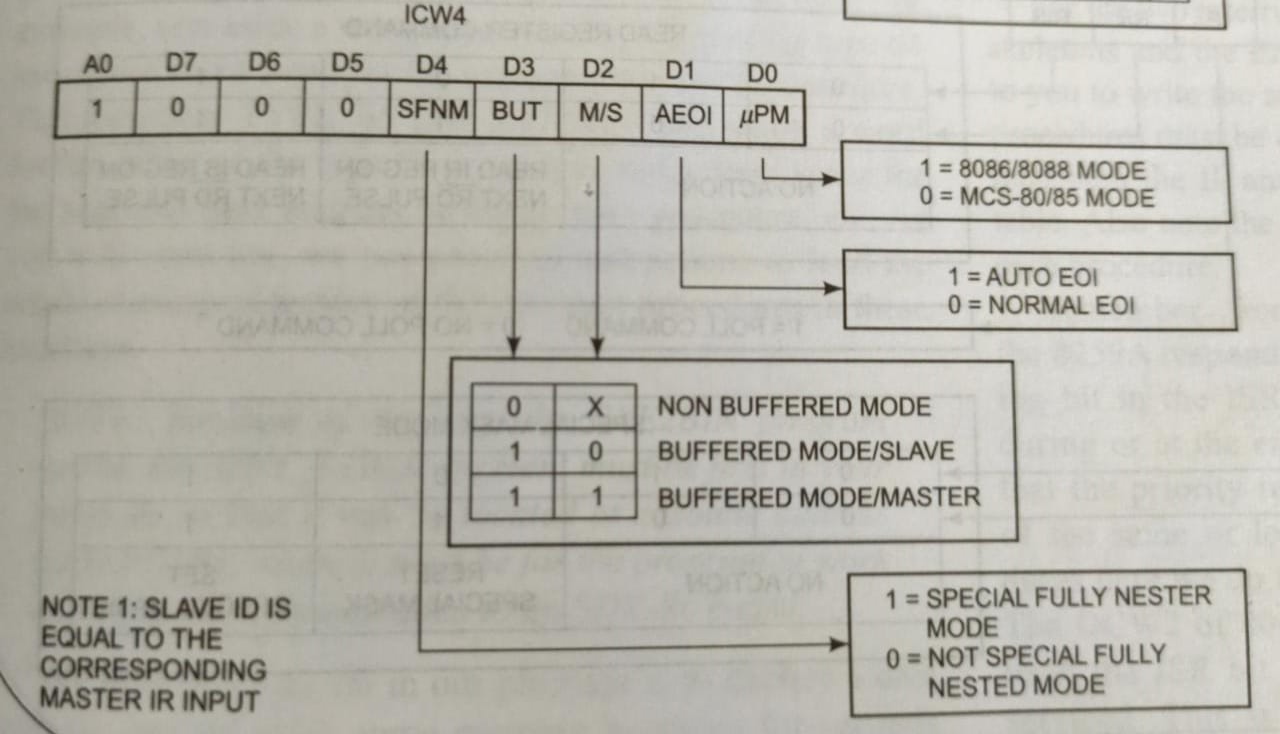 ICW4
A0 D7 D6 D5 D4 D3 D2 D1 D0
1 0 0 0 SFNM BUT M/S AEOI µPM
1 = 8086/8088 MODE
0 = MCS-80/85 MODE
1 = AUTO EOI
0 = NORMAL EOI
0 X NON BUFFERED MODE
1 0 BUFFERED MODE/SLAVE
1 1 BUFFERED MODE/MASTER
1 = SPECIAL FULLY NESTER
MODE
0 = NOT SPECIAL FULLY
NESTED MODE
NOTE 1: SLAVE ID IS
EQUAL TO THE
CORRESPONDING
MASTER IR INPUT